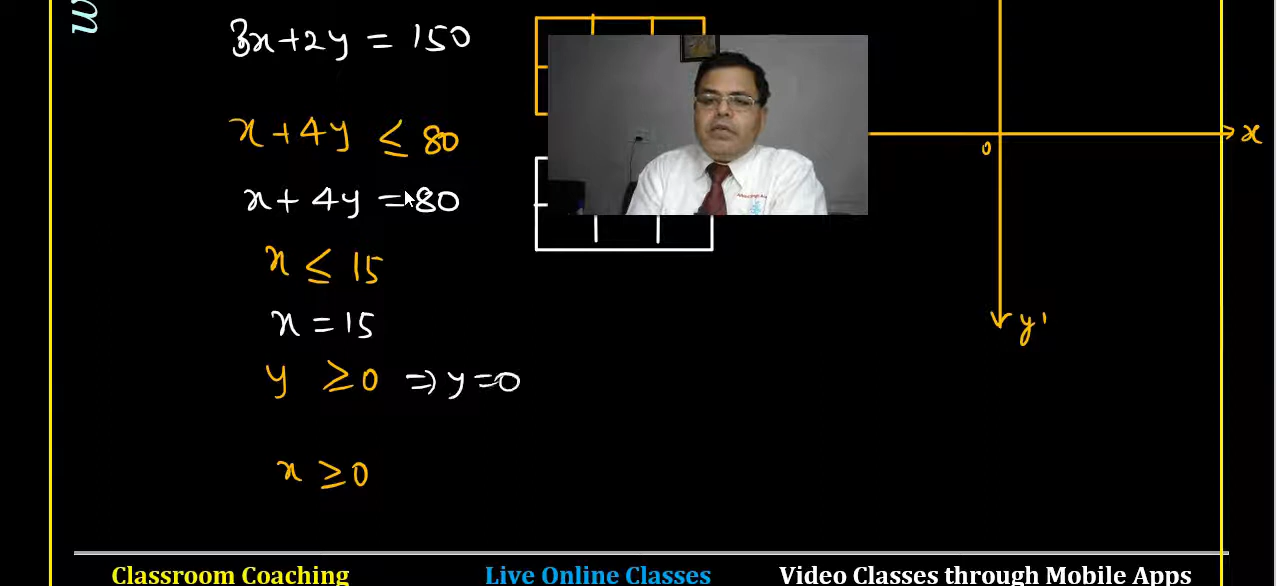 m
3x+2y = 150
x+4y ≤ 80
x+4y = 80
x ≤ 15
x = 15
y ≥ 0 ⇒ y = 0
x ≥ 0
x
0
y'
Classroom Coaching
Live Online Classes
Video Classes through Mobile Apps